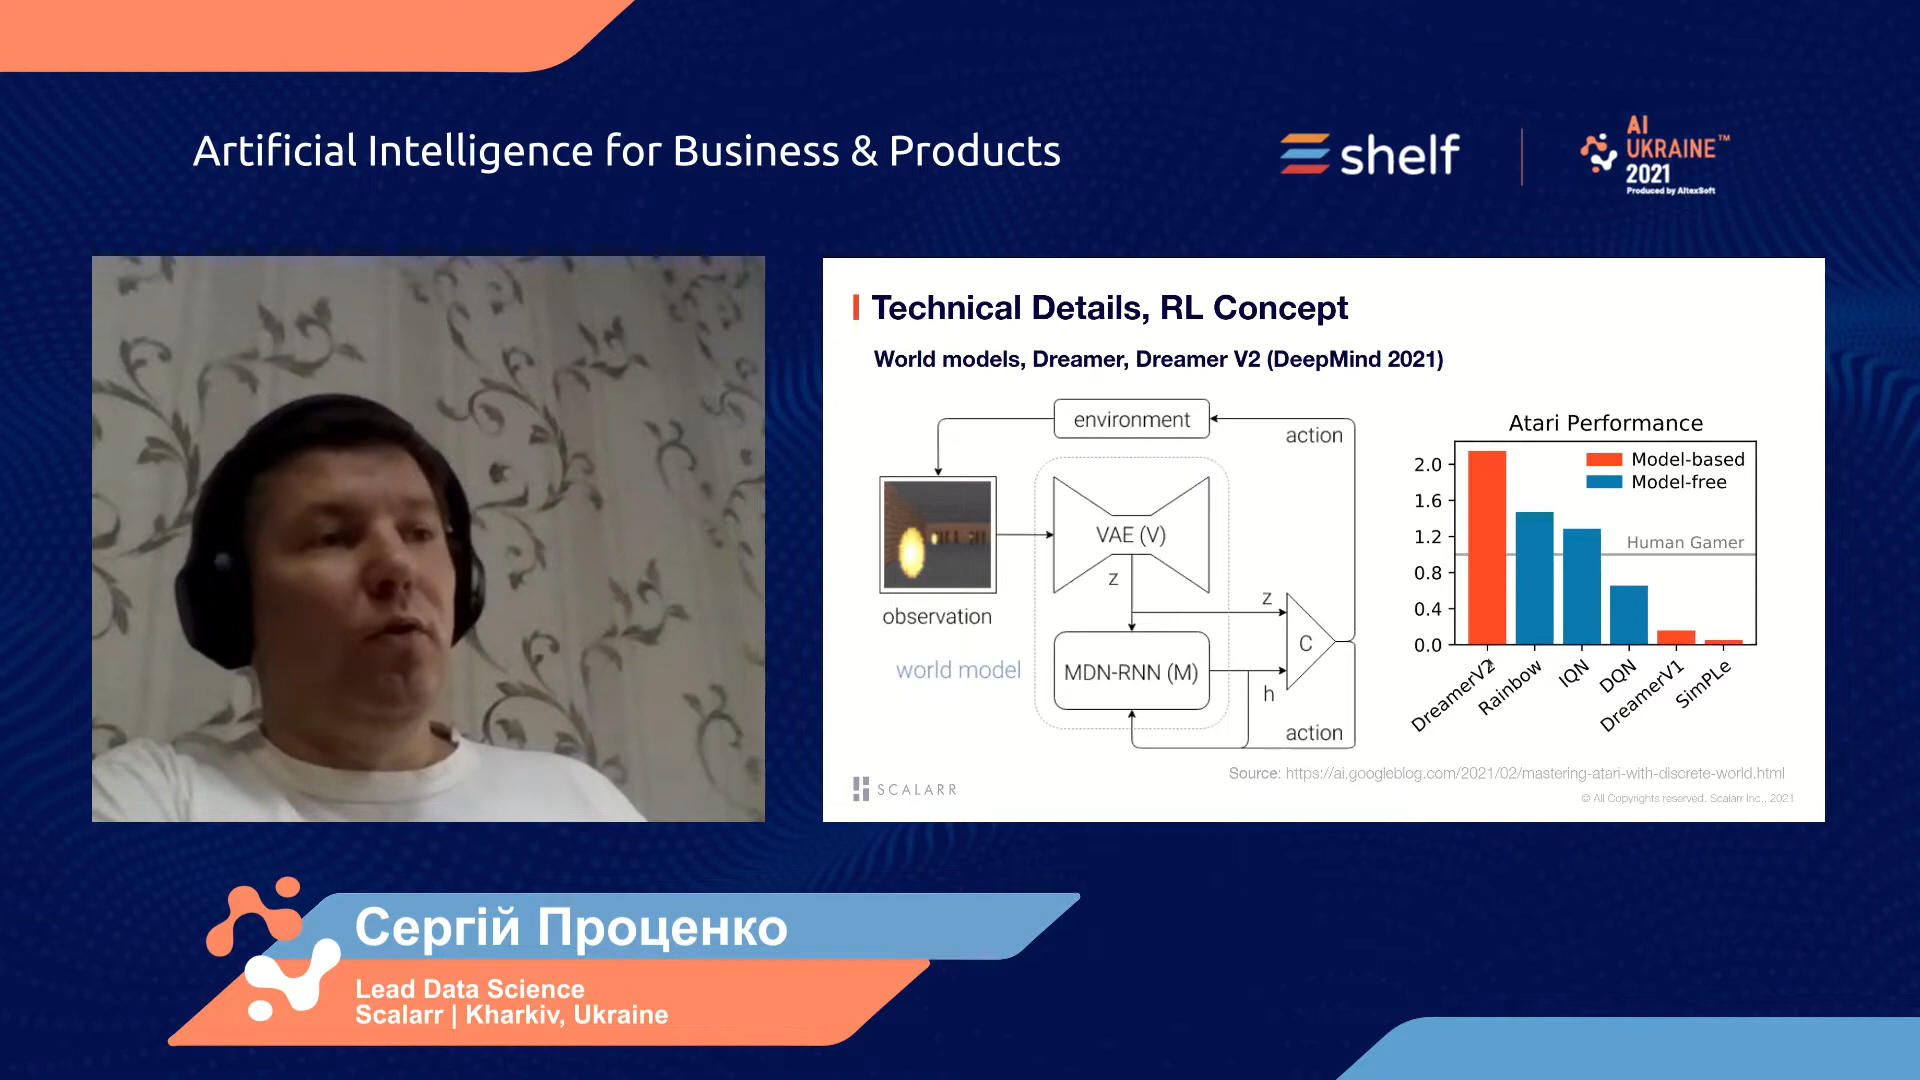 Artificial Intelligence for Business & Products
shelf
AI
UKRAINE™
2021
Produced by AltexSoft
Technical Details, RL Concept
World models, Dreamer, Dreamer V2 (DeepMind 2021)
environment
action
VAE (V)
z
observation
z
C
world model
MDN-RNN (M)
h
action
Atari Performance
2.0
1.6
1.2
0.8
0.4
0.0
Model-based
Model-free
Human Gamer
DreamerV2
Rainbow
IQN
DQN
DreamerV1
SimPLe
Source: https://ai.googleblog.com/2021/02/mastering-atari-with-discrete-world.html
SCALARR
© All Copyrights reserved. Scalarr Inc., 2021
Сергій Проценко
Lead Data Science
Scalarr | Kharkiv, Ukraine